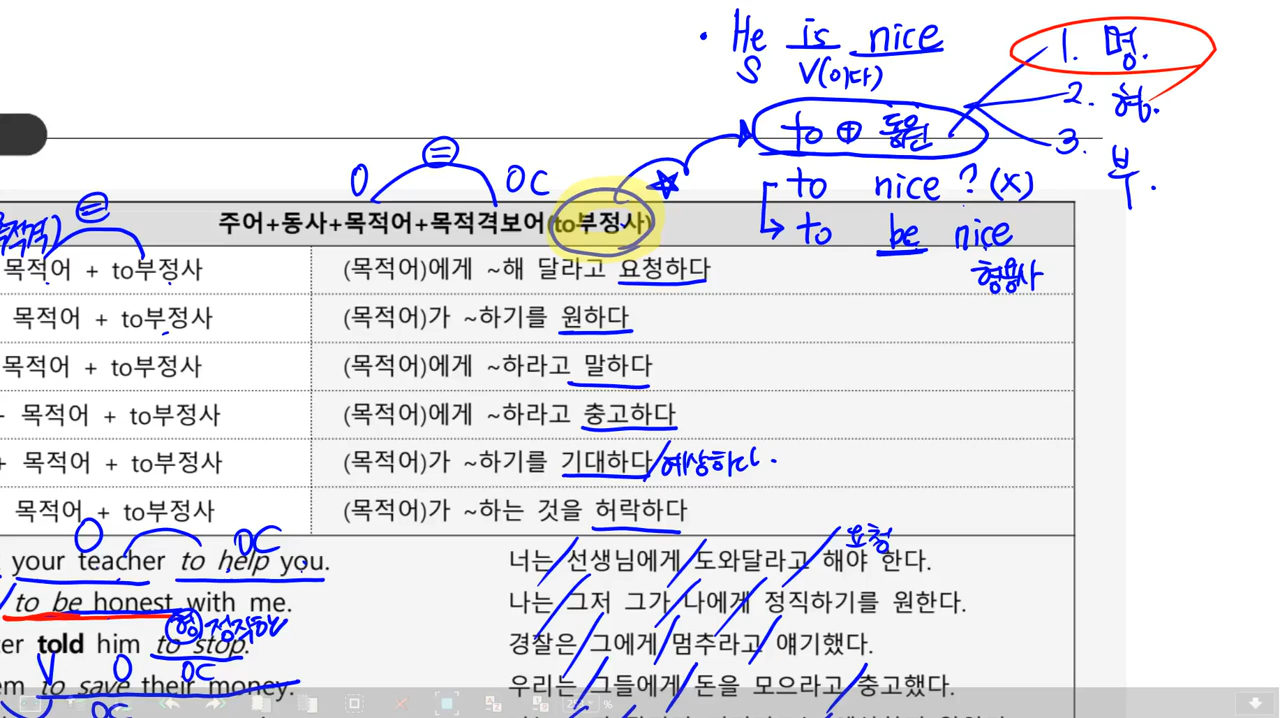 · He is nice
S V(이다)
1. 명.
to ⊕ 동원
2. 형.
3. 부.
O = OC
to nice ? (x)
→ to be nice
형용사
=
주어+동사+목적어+목적격보어(to부정사)
목적어 + to부정사 (목적어)에게 ~해 달라고 요청하다
목적어 + to부정사 (목적어)가 ~하기를 원하다
목적어 + to부정사 (목적어)에게 ~하라고 말하다
+ 목적어 + to부정사 (목적어)에게 ~하라고 충고하다
+ 목적어 + to부정사 (목적어)가 ~하기를 기대하다/예상하다.
목적어 + to부정사 (목적어)가 ~하는 것을 허락하다
O OC 요청
your teacher to help you. 너는 선생님에게 도와달라고 해야 한다.
to be honest with me. 나는 그저 그가 나에게 정직하기를 원한다.
형 정직한
er told him to stop. 경찰은 그에게 멈추라고 얘기했다.
V O OC
em to save their money. 우리는 그들에게 돈을 모으라고 충고했다.
OC